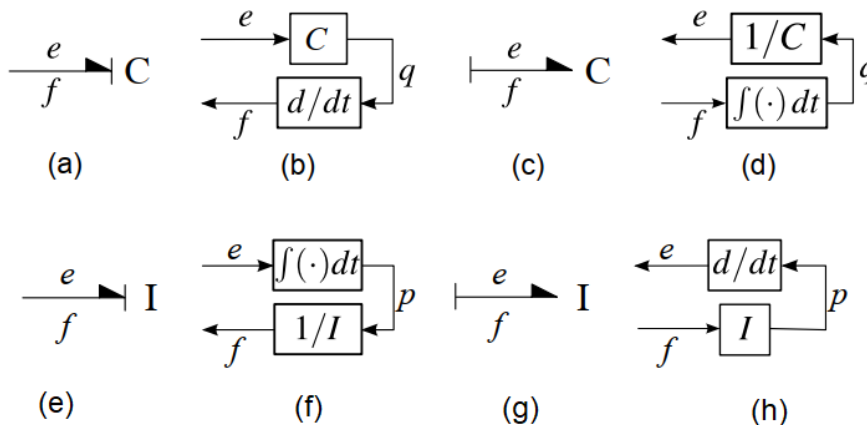 e
f
C
(a)
e
C
q
f
d/dt
(b)
e
f
C
(c)
e
1/C
q
f
∫(·) dt
(d)
e
f
I
(e)
e
∫(·)dt
p
f
1/I
(f)
e
f
I
(g)
e
d/dt
p
f
I
(h)